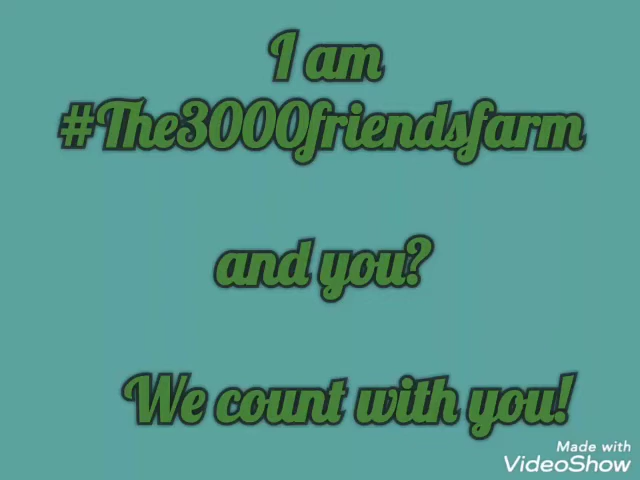 I am
#The3000friendsfarm
and you?
We count with you!
Made with
VideoShow